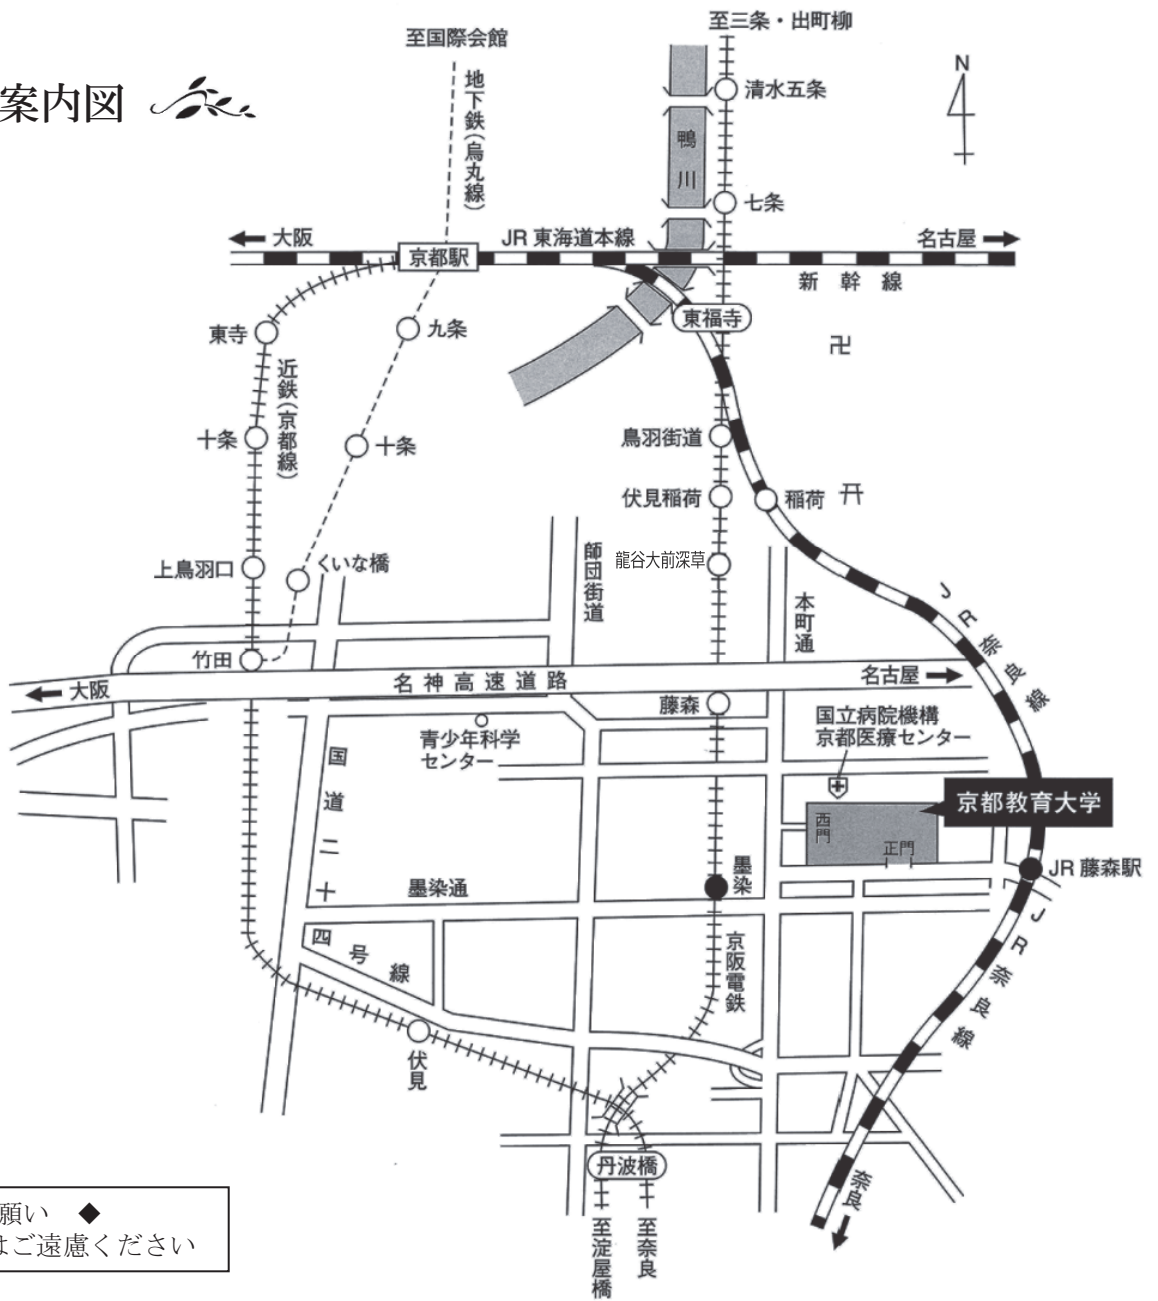 案内図
至三条・出町柳
至国際会館
N
清水五条
地下鉄(烏丸線)
鴨川
七条
大阪
JR 東海道本線
名古屋
京都駅
新幹線
東寺
九条
東福寺
卍
近鉄(京都線)
十条
十条
鳥羽街道
伏見稲荷
稲荷
上鳥羽口
くいな橋
師団街道
龍谷大前深草
本町通
JR奈良線
竹田
大阪
名神高速道路
名古屋
藤森
国立病院機構
京都医療センター
青少年科学
センター
国道二十四号線
京都教育大学
西門
正門
墨染
JR 藤森駅
墨染通
京阪電鉄
JR奈良線
伏見
丹波橋
奈良
至淀屋橋
至奈良
願い ◆
はご遠慮ください